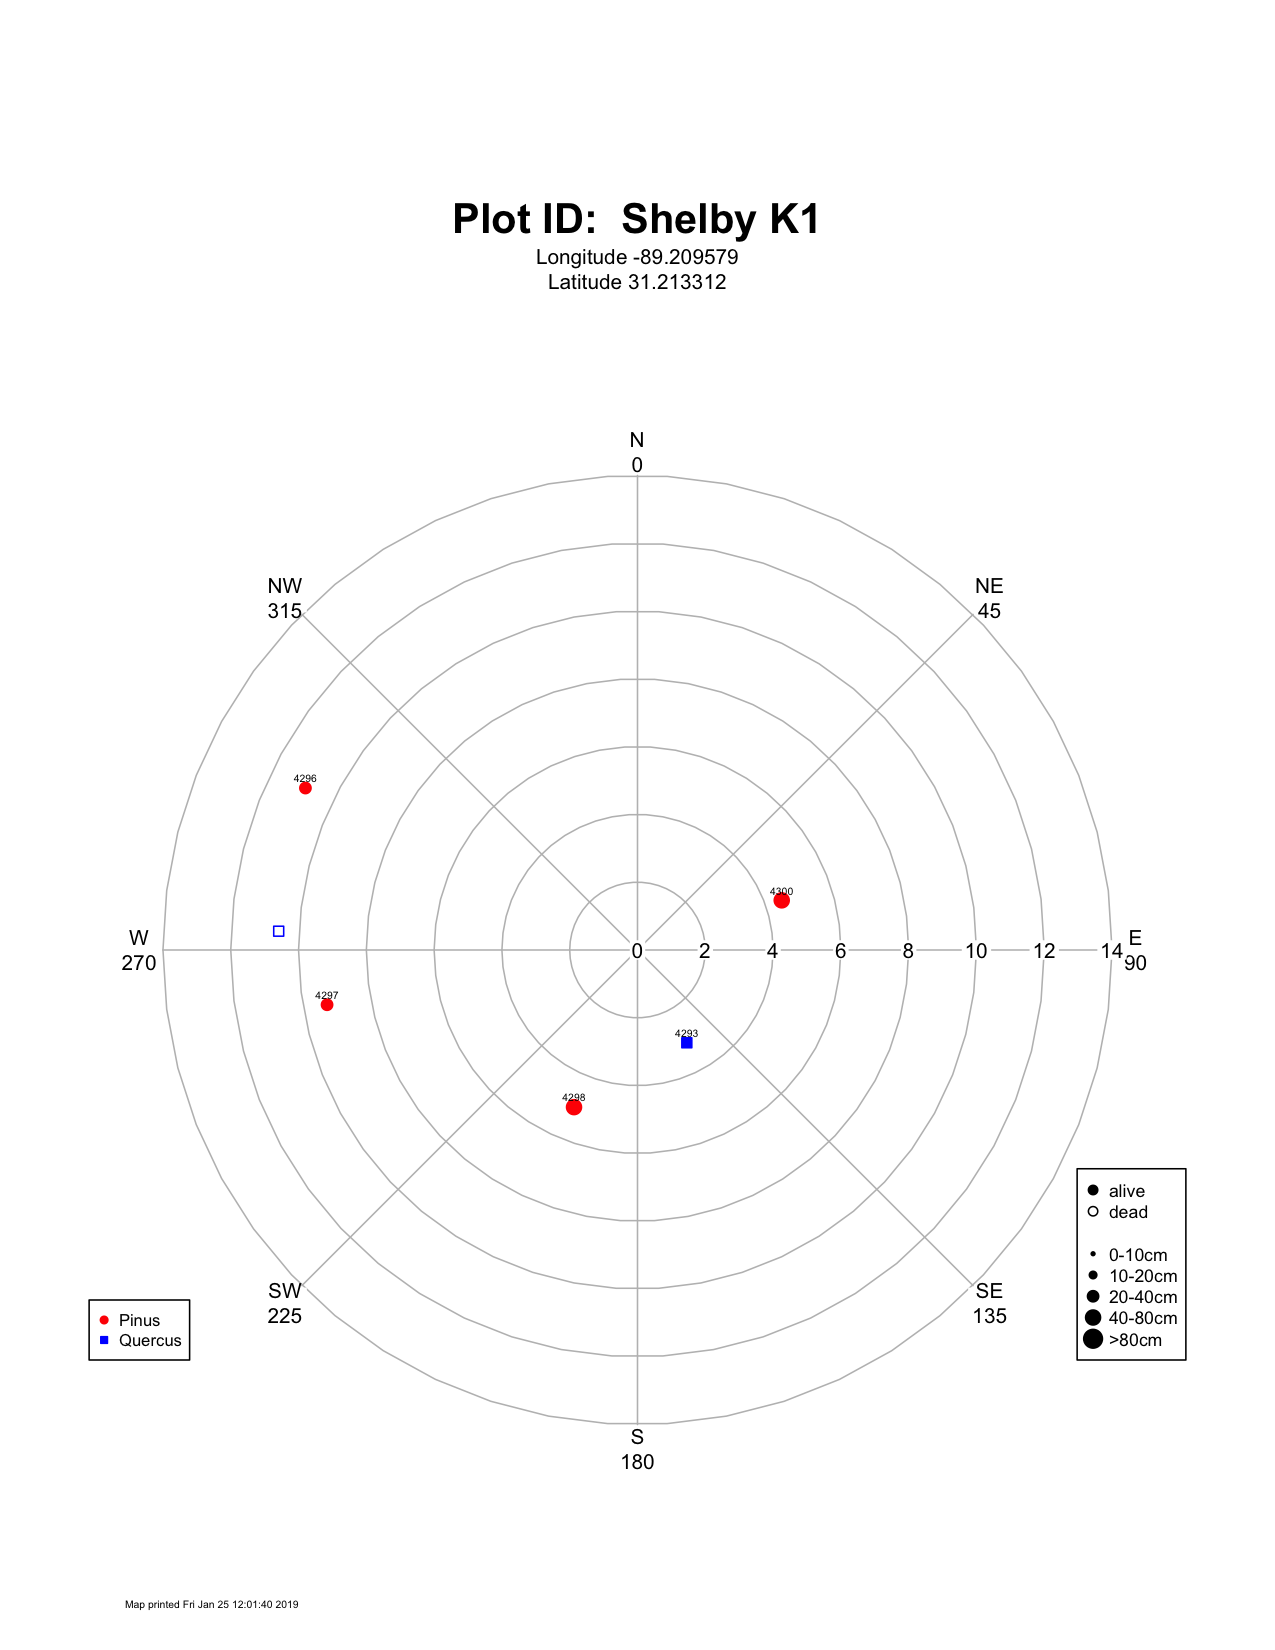 Plot ID:  Shelby K1
Longitude -89.209579
Latitude 31.213312
N
0
NW
315
NE
45
4296
4300
W
270
0 2 4 6 8 10 12 14
E
90
4297
4293
4298
alive
dead
0-10cm
10-20cm
20-40cm
40-80cm
>80cm
SW
225
SE
135
Pinus
Quercus
S
180
Map printed Fri Jan 25 12:01:40 2019